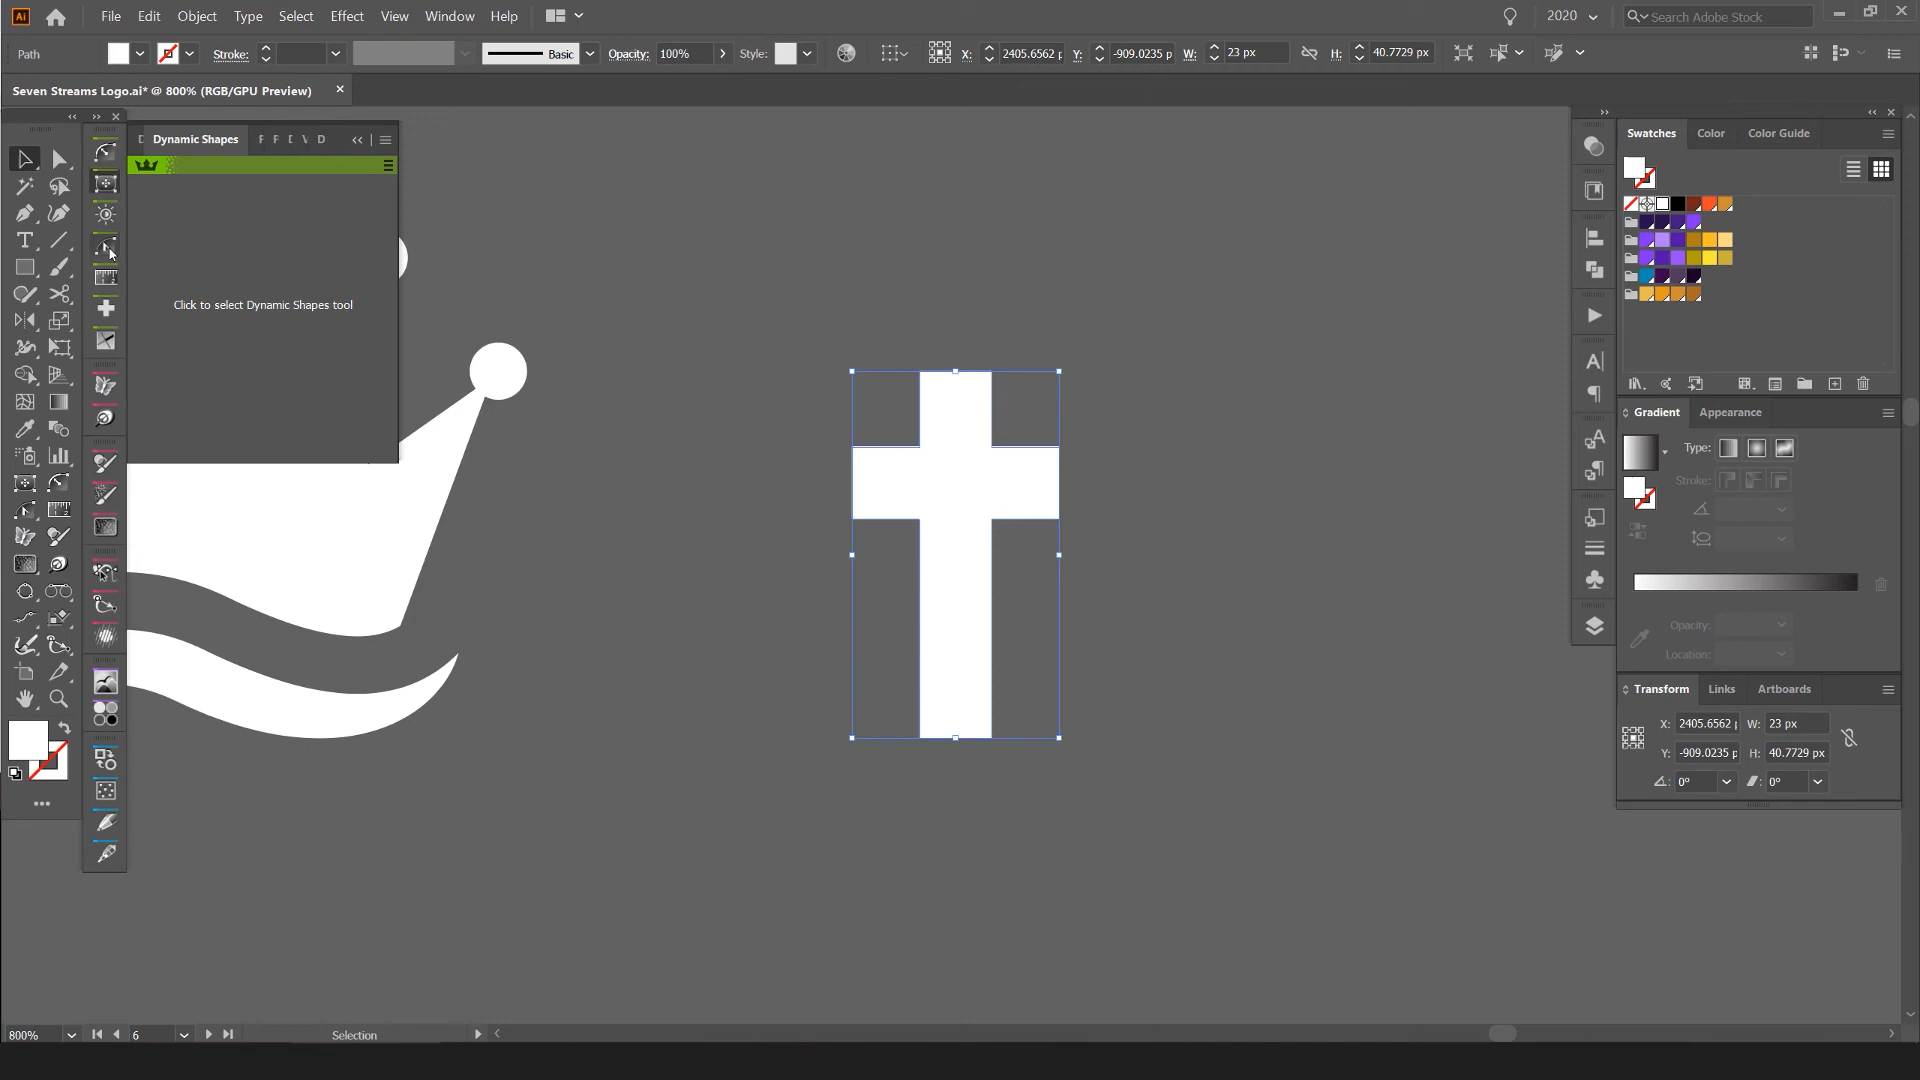 Ai File Edit Object Type Select Effect View Window Help 2020 Search Adobe Stock
Path Stroke: Basic Opacity: 100% Style: X: 2405.6562 p Y: -909.0235 p W: 23 px H: 40.7729 px
Seven Streams Logo.ai* @ 800% (RGB/GPU Preview)
Dynamic Shapes
Click to select Dynamic Shapes tool
Swatches Color Color Guide
Gradient Appearance
Type:
Stroke:
Opacity:
Location:
Transform Links Artboards
X: 2405.6562 p W: 23 px
Y: -909.0235 p H: 40.7729 px
0° 0°
800% 6 Selection